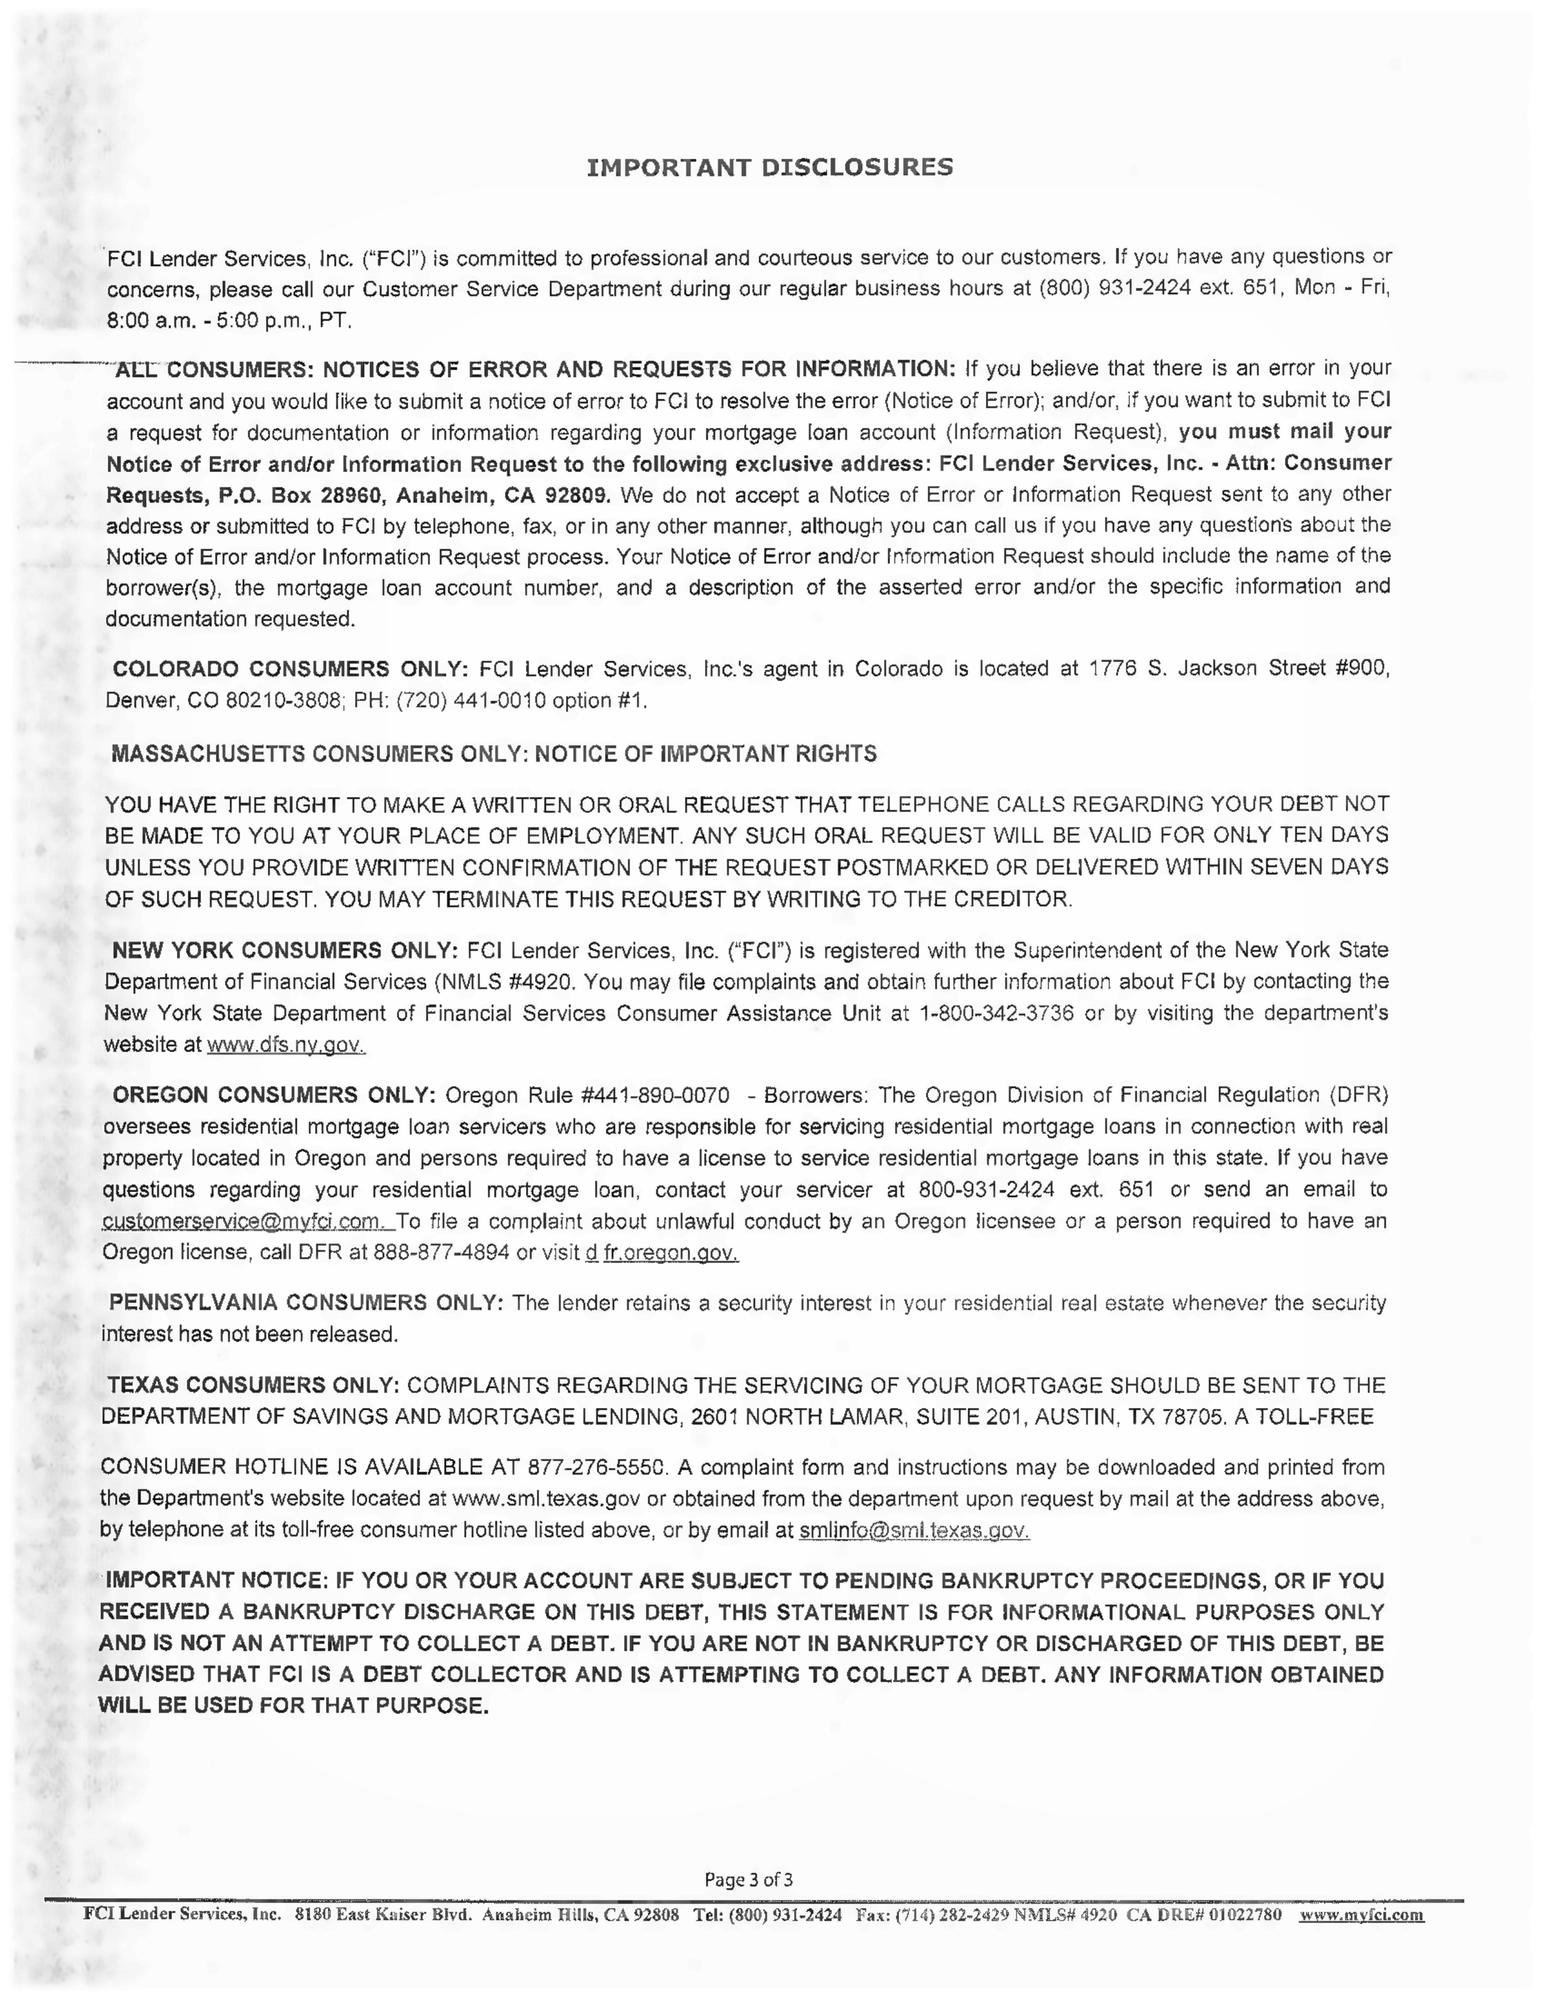 IMPORTANT DISCLOSURES
FCI Lender Services, Inc. (“FCI”) is committed to professional and courteous service to our customers. If you have any questions or
concerns, please call our Customer Service Department during our regular business hours at (800) 931-2424 ext. 651, Mon - Fri,
8:00 a.m. - 5:00 p.m., PT.
ALL CONSUMERS: NOTICES OF ERROR AND REQUESTS FOR INFORMATION: If you believe that there is an error in your
account and you would like to submit a notice of error to FCI to resolve the error (Notice of Error); and/or, if you want to submit to FCI
a request for documentation or information regarding your mortgage loan account (Information Request), you must mail your
Notice of Error and/or Information Request to the following exclusive address: FCI Lender Services, Inc. - Attn: Consumer
Requests, P.O. Box 28960, Anaheim, CA 92809. We do not accept a Notice of Error or Information Request sent to any other
address or submitted to FCI by telephone, fax, or in any other manner, although you can call us if you have any questions about the
Notice of Error and/or Information Request process. Your Notice of Error and/or Information Request should include the name of the
borrower(s), the mortgage loan account number, and a description of the asserted error and/or the specific information and
documentation requested.
COLORADO CONSUMERS ONLY: FCI Lender Services, Inc.'s agent in Colorado is located at 1776 S. Jackson Street #900,
Denver, CO 80210-3808; PH: (720) 441-0010 option #1.
MASSACHUSETTS CONSUMERS ONLY: NOTICE OF IMPORTANT RIGHTS
YOU HAVE THE RIGHT TO MAKE A WRITTEN OR ORAL REQUEST THAT TELEPHONE CALLS REGARDING YOUR DEBT NOT
BE MADE TO YOU AT YOUR PLACE OF EMPLOYMENT. ANY SUCH ORAL REQUEST WILL BE VALID FOR ONLY TEN DAYS
UNLESS YOU PROVIDE WRITTEN CONFIRMATION OF THE REQUEST POSTMARKED OR DELIVERED WITHIN SEVEN DAYS
OF SUCH REQUEST. YOU MAY TERMINATE THIS REQUEST BY WRITING TO THE CREDITOR.
NEW YORK CONSUMERS ONLY: FCI Lender Services, Inc. (“FCI”) is registered with the Superintendent of the New York State
Department of Financial Services (NMLS #4920. You may file complaints and obtain further information about FCI by contacting the
New York State Department of Financial Services Consumer Assistance Unit at 1-800-342-3736 or by visiting the department's
website at www.dfs.ny.gov.
OREGON CONSUMERS ONLY: Oregon Rule #441-890-0070 - Borrowers: The Oregon Division of Financial Regulation (DFR)
oversees residential mortgage loan servicers who are responsible for servicing residential mortgage loans in connection with real
property located in Oregon and persons required to have a license to service residential mortgage loans in this state. If you have
questions regarding your residential mortgage loan, contact your servicer at 800-931-2424 ext. 651 or send an email to
customerservice@myfci.com. To file a complaint about unlawful conduct by an Oregon licensee or a person required to have an
Oregon license, call DFR at 888-877-4894 or visit d fr.oregon.gov.
PENNSYLVANIA CONSUMERS ONLY: The lender retains a security interest in your residential real estate whenever the security
interest has not been released.
TEXAS CONSUMERS ONLY: COMPLAINTS REGARDING THE SERVICING OF YOUR MORTGAGE SHOULD BE SENT TO THE
DEPARTMENT OF SAVINGS AND MORTGAGE LENDING, 2601 NORTH LAMAR, SUITE 201, AUSTIN, TX 78705. A TOLL-FREE
CONSUMER HOTLINE IS AVAILABLE AT 877-276-5550. A complaint form and instructions may be downloaded and printed from
the Department's website located at www.sml.texas.gov or obtained from the department upon request by mail at the address above,
by telephone at its toll-free consumer hotline listed above, or by email at smlinfo@sml.texas.gov.
IMPORTANT NOTICE: IF YOU OR YOUR ACCOUNT ARE SUBJECT TO PENDING BANKRUPTCY PROCEEDINGS, OR IF YOU
RECEIVED A BANKRUPTCY DISCHARGE ON THIS DEBT, THIS STATEMENT IS FOR INFORMATIONAL PURPOSES ONLY
AND IS NOT AN ATTEMPT TO COLLECT A DEBT. IF YOU ARE NOT IN BANKRUPTCY OR DISCHARGED OF THIS DEBT, BE
ADVISED THAT FCI IS A DEBT COLLECTOR AND IS ATTEMPTING TO COLLECT A DEBT. ANY INFORMATION OBTAINED
WILL BE USED FOR THAT PURPOSE.
Page 3 of 3
FCI Lender Services, Inc. 8180 East Kaiser Blvd. Anaheim Hills, CA 92808 Tel: (800) 931-2424 Fax: (714) 282-2429 NMLS# 4920 CA DRE# 01022780 www.myfci.com